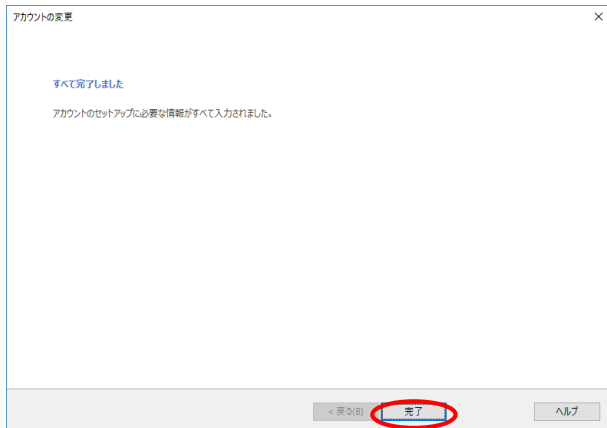 アカウントの変更
×
すべて完了しました
アカウントのセットアップに必要な情報がすべて入力されました。
< 戻る(B)
完了
ヘルプ